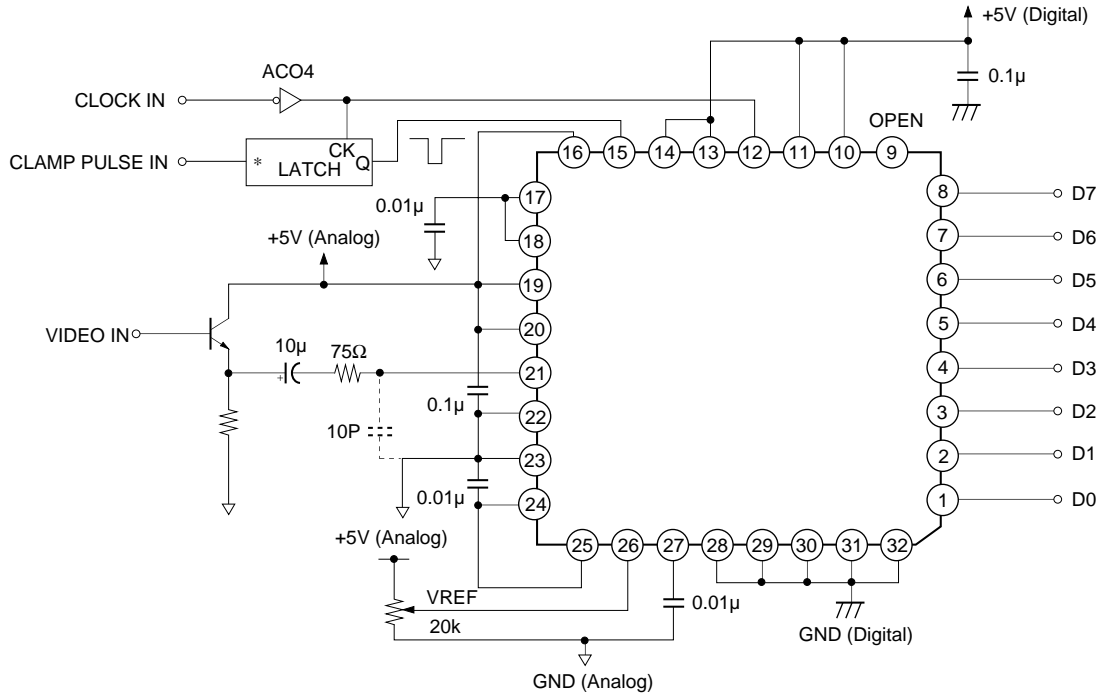 +5V (Digital)
ACO4
0.1µ
CLOCK IN
OPEN
CK
Q
CLAMP PULSE IN
* LATCH
16 15 14 13 12 11 10 9
17
8 D7
0.01µ
18
7 D6
+5V (Analog)
19
6 D5
20
5 D4
VIDEO IN
10µ
+
75Ω
21
4 D3
0.1µ
22
3 D2
10P
23
2 D1
0.01µ
24
1 D0
+5V (Analog)
25 26 27 28 29 30 31 32
VREF
0.01µ
20k
GND (Digital)
GND (Analog)